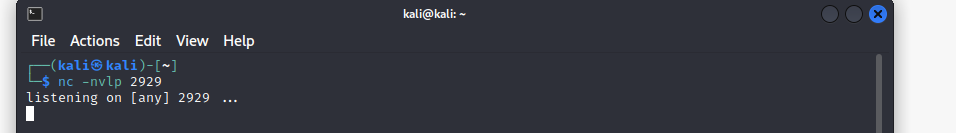 kali@kali: ~
File Actions Edit View Help
┌──(kali㉿kali)-[~]
└─$ nc -nvlp 2929
listening on [any] 2929 ...